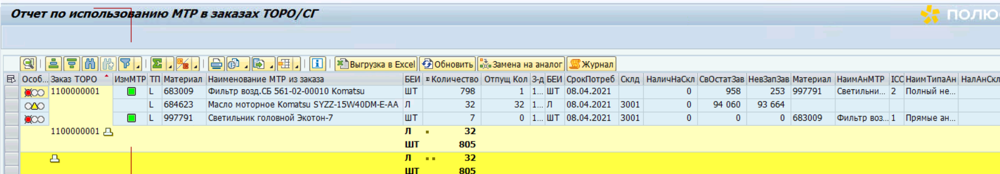 Отчет по использованию МТР в заказах ТОРО/СГ
ПОЛЮ
Выгрузка в Excel Обновить Замена на аналог Журнал
Особ... Заказ ТОРО ИзмМТР ТП Материал Наименование МТР из заказа БЕИ Количество Отпущ Кол З-д БЕИ СрокПотреб Склд НаличНаСкл СвОстатЗав НевЗапЗав Материал НаимАнМТР ICC НаимТипаАн НалАнСкл
1100000001 L 683009 Фильтр возд.СБ 561-02-00010 Komatsu ШТ 798 1 1... ШТ 08.04.2021 0 958 253 997791 Светильни... 2 Полный не...
L 684623 Масло моторное Komatsu SYZZ-15W40DM-E-AA Л 32 32 1... Л 08.04.2021 3001 0 94 060 93 664
L 997791 Светильник головной Экотон-7 ШТ 7 0 1... ШТ 08.04.2021 3001 0 0 0 683009 Фильтр воз... 1 Прямые ан...
1100000001 Л 32
ШТ 805
Л 32
ШТ 805